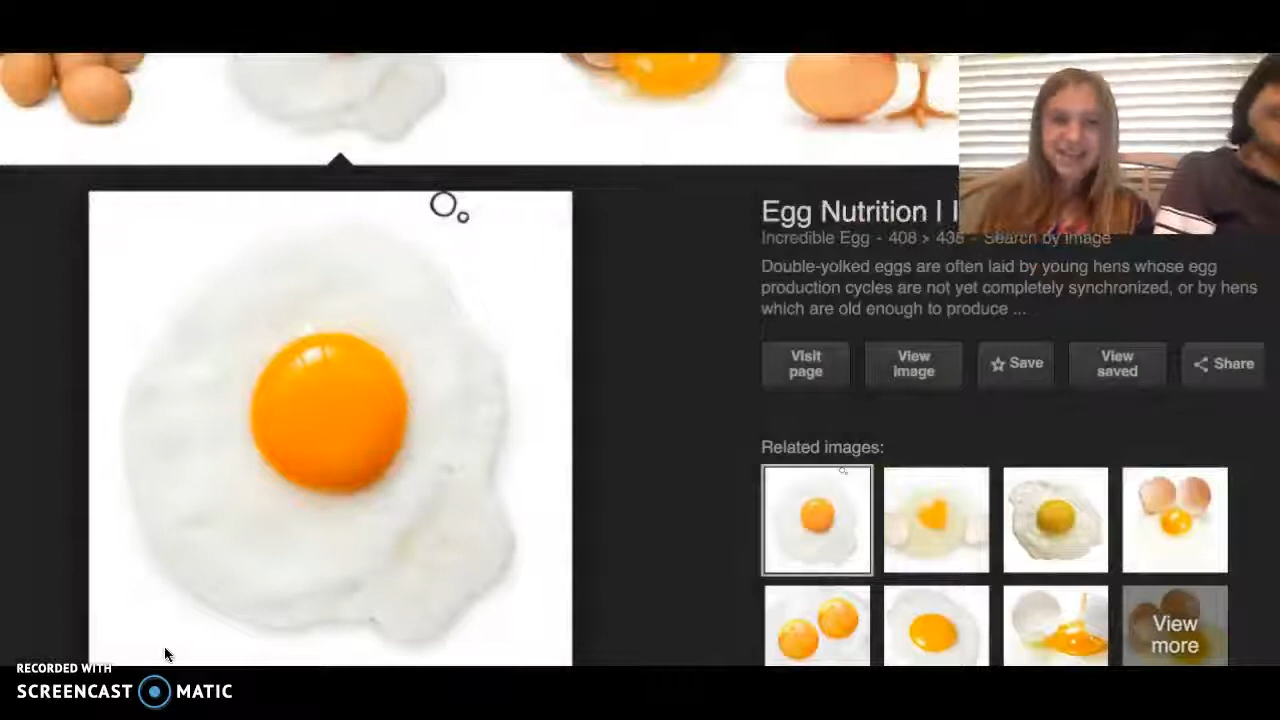 Egg Nutrition |
Incredible Egg - 408 × 435 - Search by image
Double-yolked eggs are often laid by young hens whose egg
production cycles are not yet completely synchronized, or by hens
which are old enough to produce ...
Visit
page
View
image
Save
View
saved
Share
Related images:
View
more
RECORDED WITH
SCREENCAST MATIC